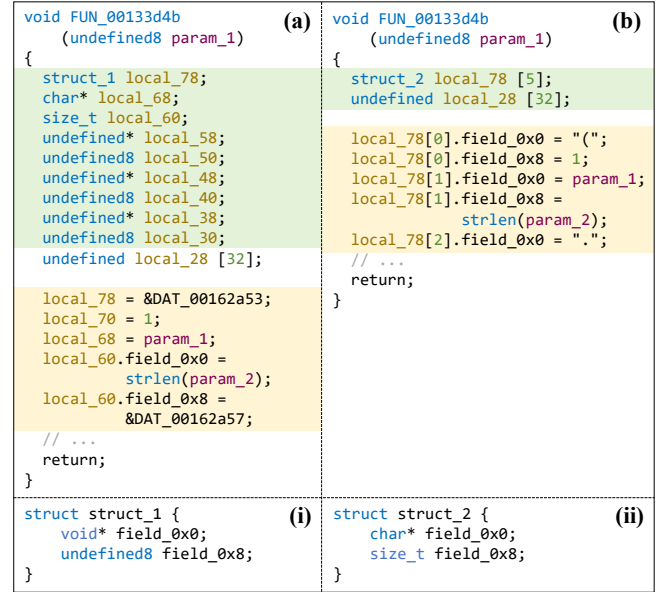 void FUN_00133d4b (a)
(undefined8 param_1)
{
struct_1 local_78;
char* local_68;
size_t local_60;
undefined* local_58;
undefined8 local_50;
undefined* local_48;
undefined8 local_40;
undefined* local_38;
undefined8 local_30;
undefined local_28 [32];
local_78 = &DAT_00162a53;
local_70 = 1;
local_68 = param_1;
local_60.field_0x0 =
strlen(param_2);
local_60.field_0x8 =
&DAT_00162a57;
// ...
return;
}
void FUN_00133d4b (b)
(undefined8 param_1)
{
struct_2 local_78 [5];
undefined local_28 [32];
local_78[0].field_0x0 = "(";
local_78[0].field_0x8 = 1;
local_78[1].field_0x0 = param_1;
local_78[1].field_0x8 =
strlen(param_2);
local_78[2].field_0x0 = ".";
// ...
return;
}
struct struct_1 { (i)
void* field_0x0;
undefined8 field_0x8;
}
struct struct_2 { (ii)
char* field_0x0;
size_t field_0x8;
}